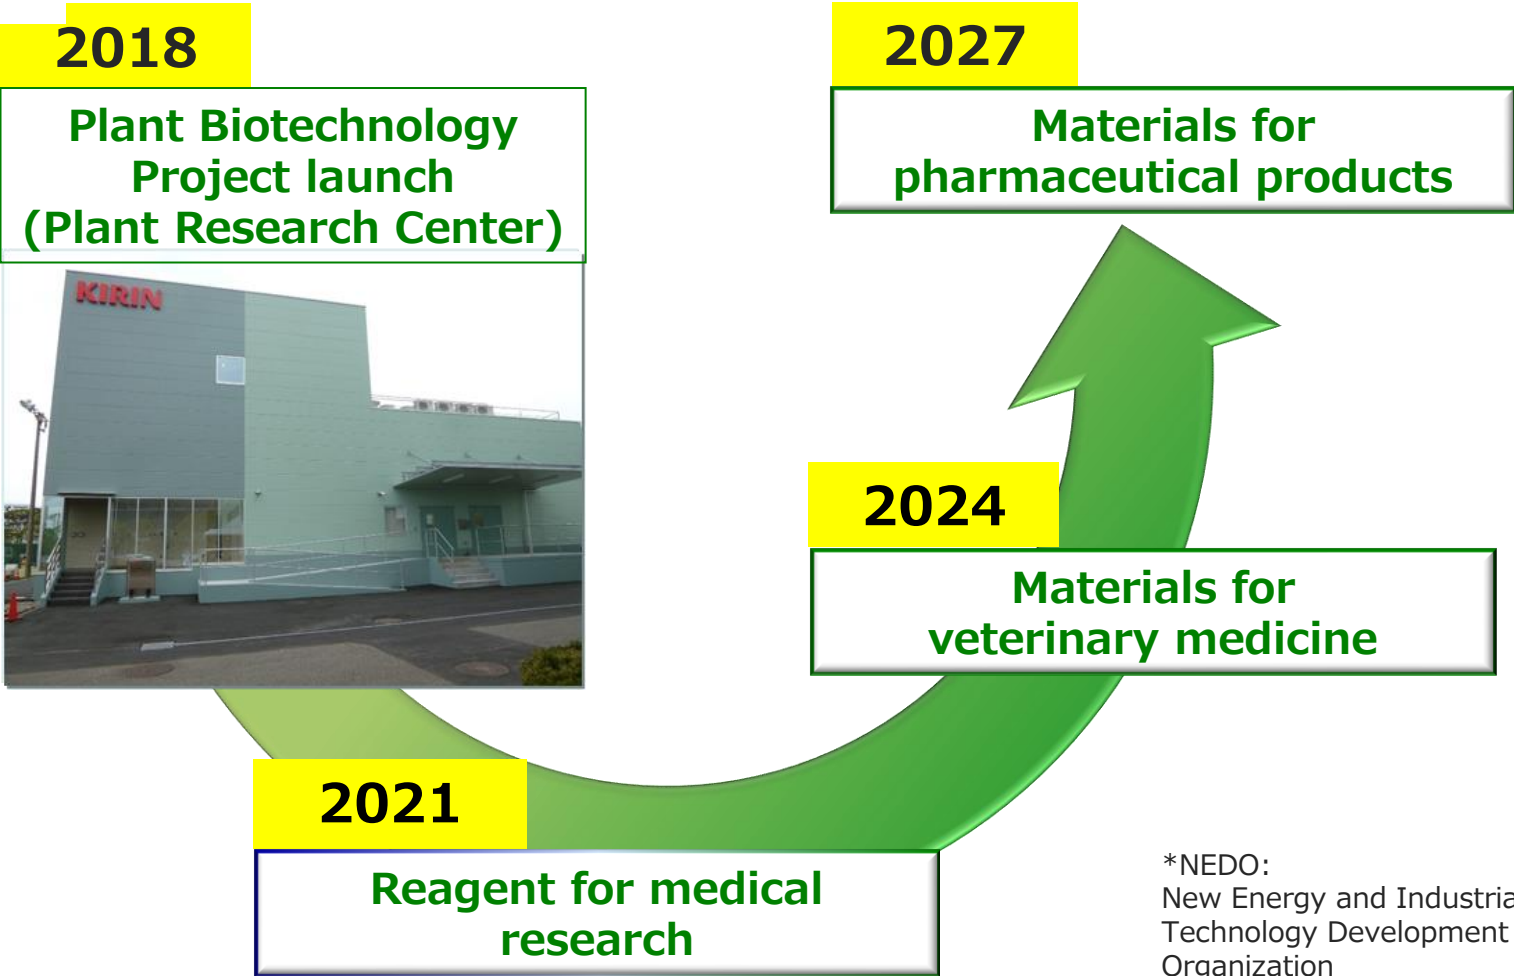 2018
Plant Biotechnology
Project launch
(Plant Research Center)
KIRIN
2021
Reagent for medical
research
2024
Materials for
veterinary medicine
2027
Materials for
pharmaceutical products
*NEDO:
New Energy and Industria
Technology Development
Organization